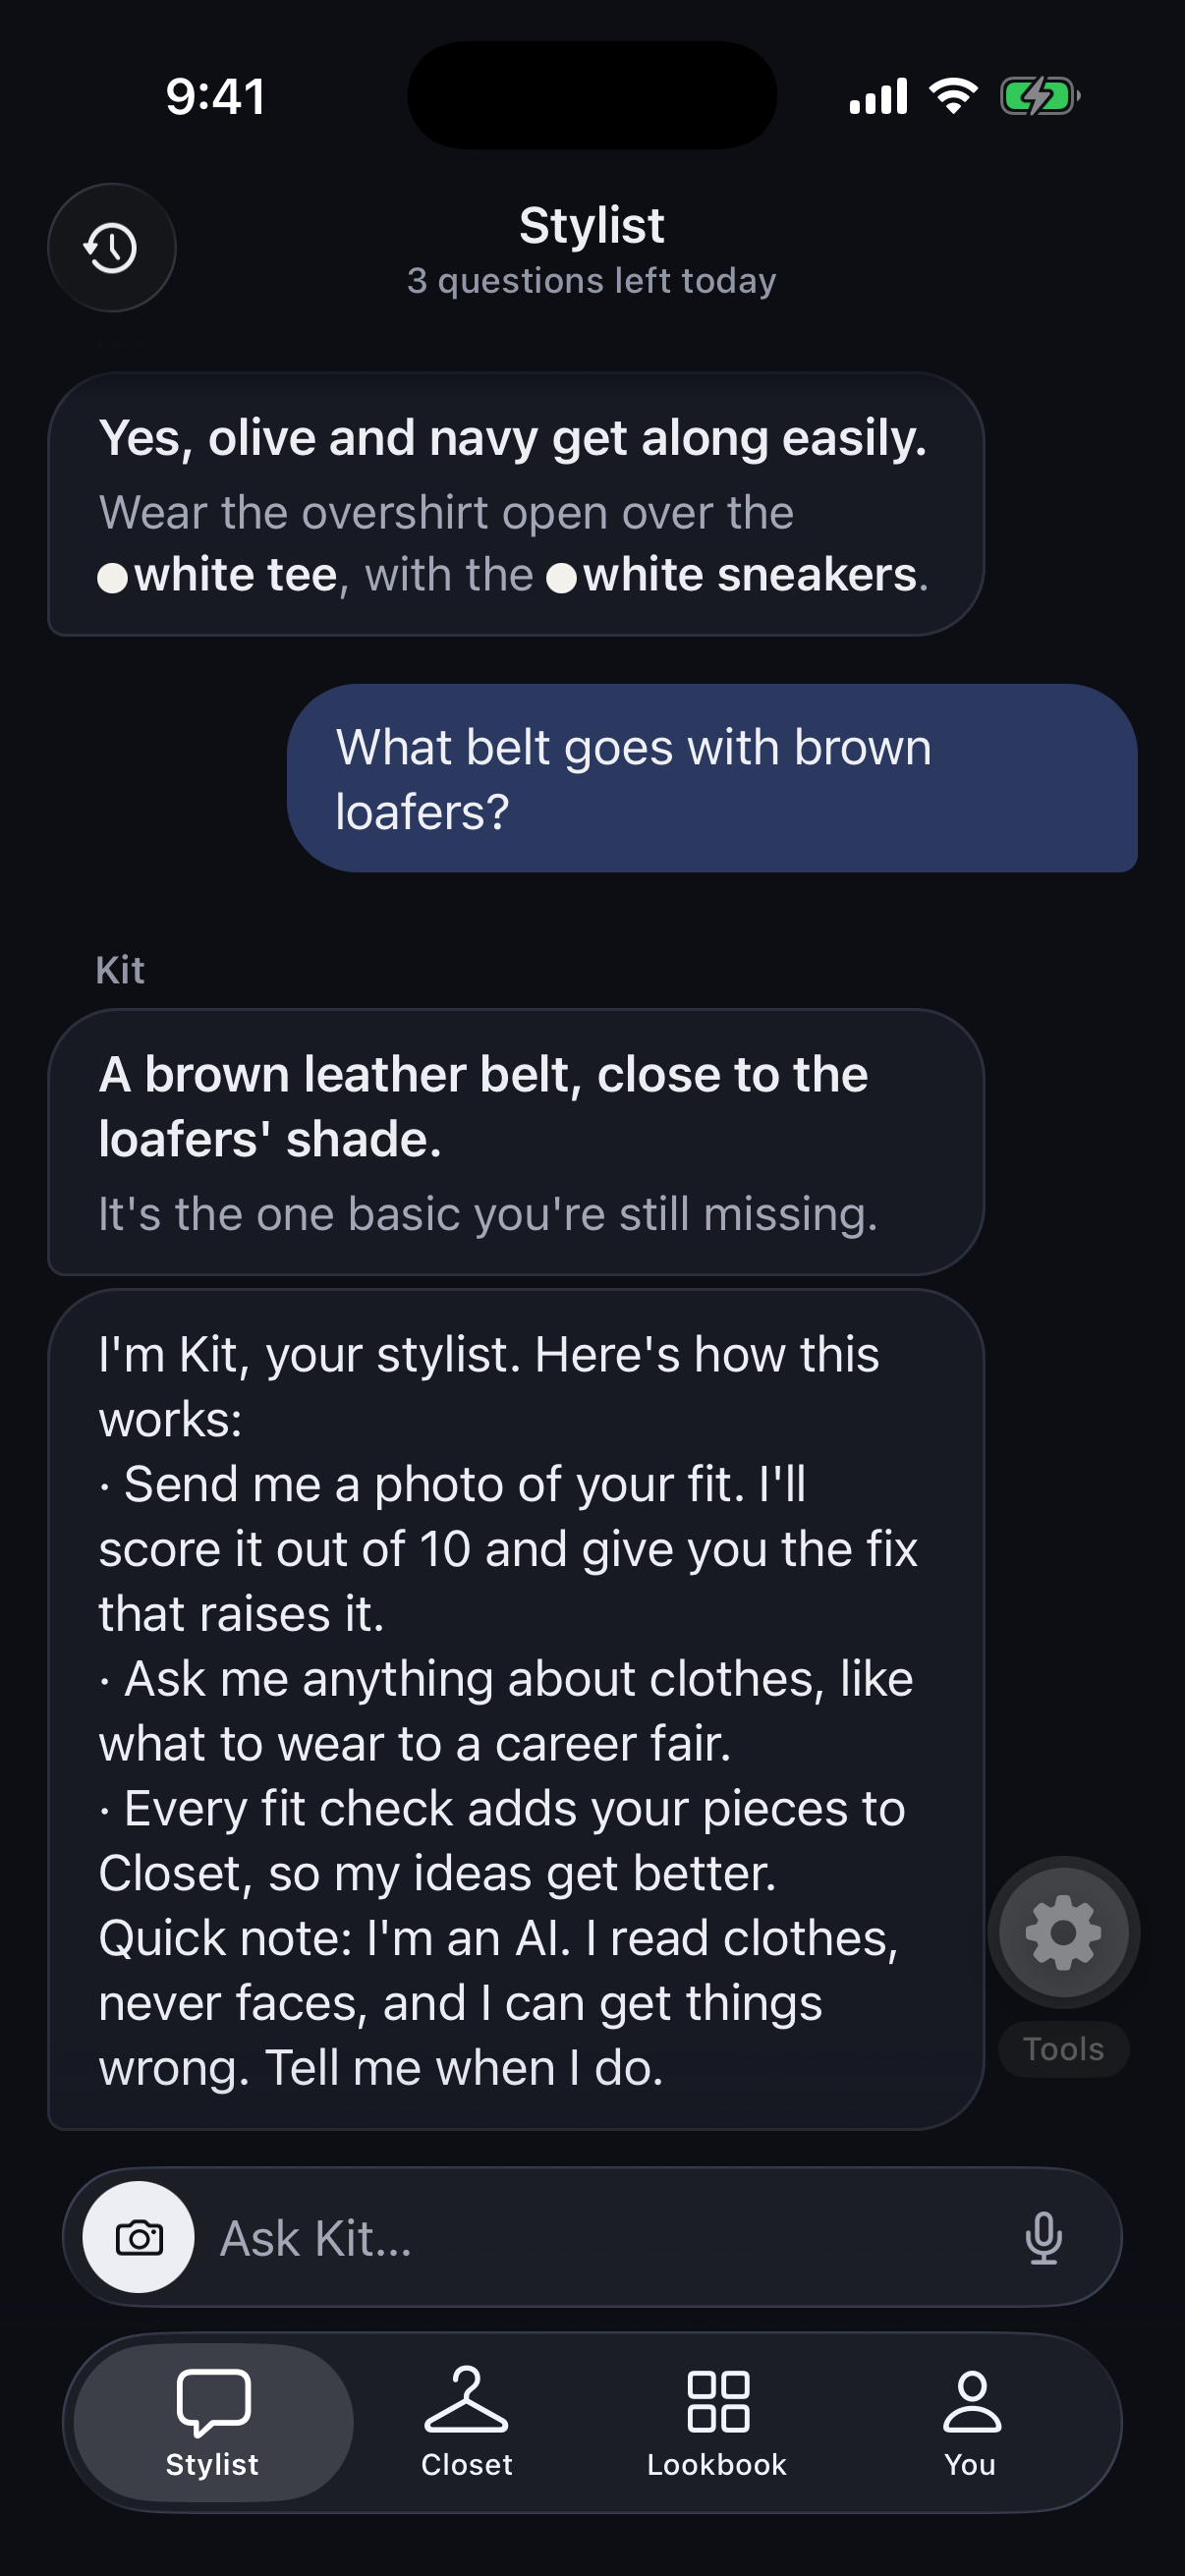 9:41
Stylist
3 questions left today
Yes, olive and navy get along easily.
Wear the overshirt open over the
white tee, with the white sneakers.
What belt goes with brown
loafers?
Kit
A brown leather belt, close to the
loafers' shade.
It's the one basic you're still missing.
I'm Kit, your stylist. Here's how this
works:
· Send me a photo of your fit. I'll
score it out of 10 and give you the fix
that raises it.
· Ask me anything about clothes, like
what to wear to a career fair.
· Every fit check adds your pieces to
Closet, so my ideas get better.
Quick note: I'm an AI. I read clothes,
never faces, and I can get things
wrong. Tell me when I do.
Tools
Ask Kit...
Stylist
Closet
Lookbook
You